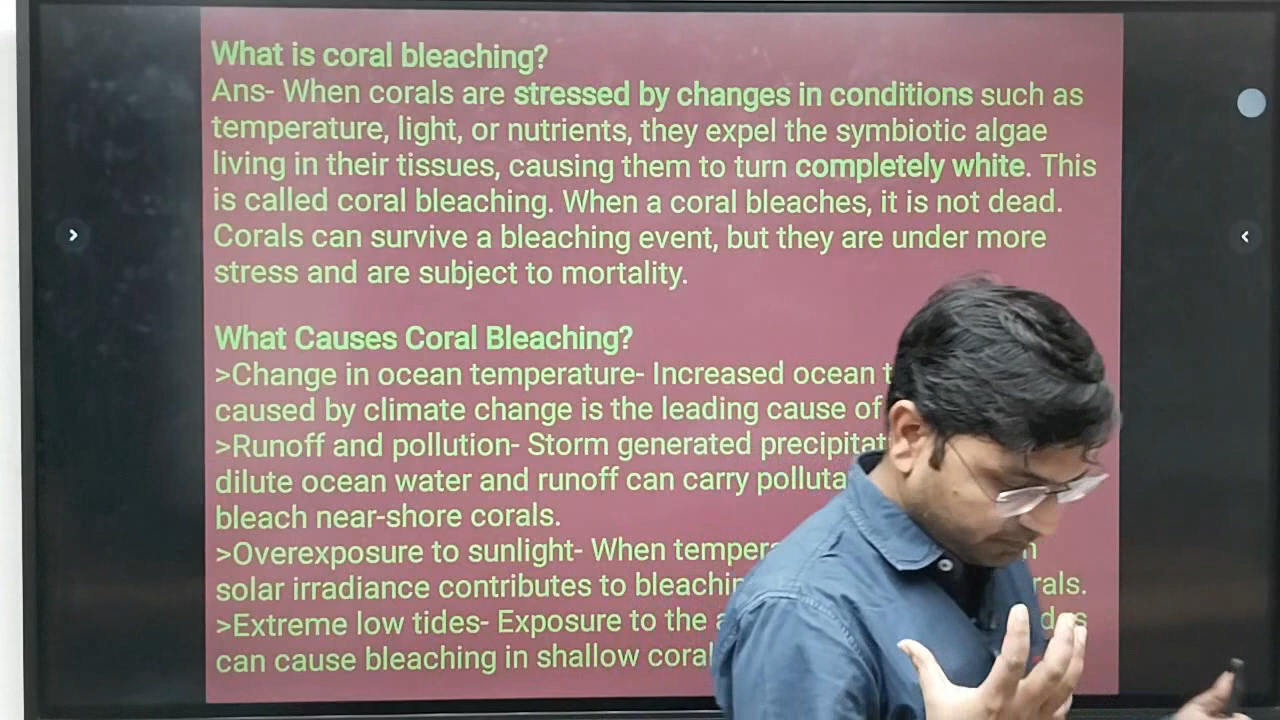 What is coral bleaching?
Ans- When corals are stressed by changes in conditions such as
temperature, light, or nutrients, they expel the symbiotic algae
living in their tissues, causing them to turn completely white. This
is called coral bleaching. When a coral bleaches, it is not dead.
Corals can survive a bleaching event, but they are under more
stress and are subject to mortality.
What Causes Coral Bleaching?
>Change in ocean temperature- Increased ocean
caused by climate change is the leading cause of
>Runoff and pollution- Storm generated
dilute ocean water and runoff can carry
bleach near-shore corals.
>Overexposure to sunlight- When
solar irradiance contributes to
>Extreme low tides- Exposure to the
can cause bleaching in shallow